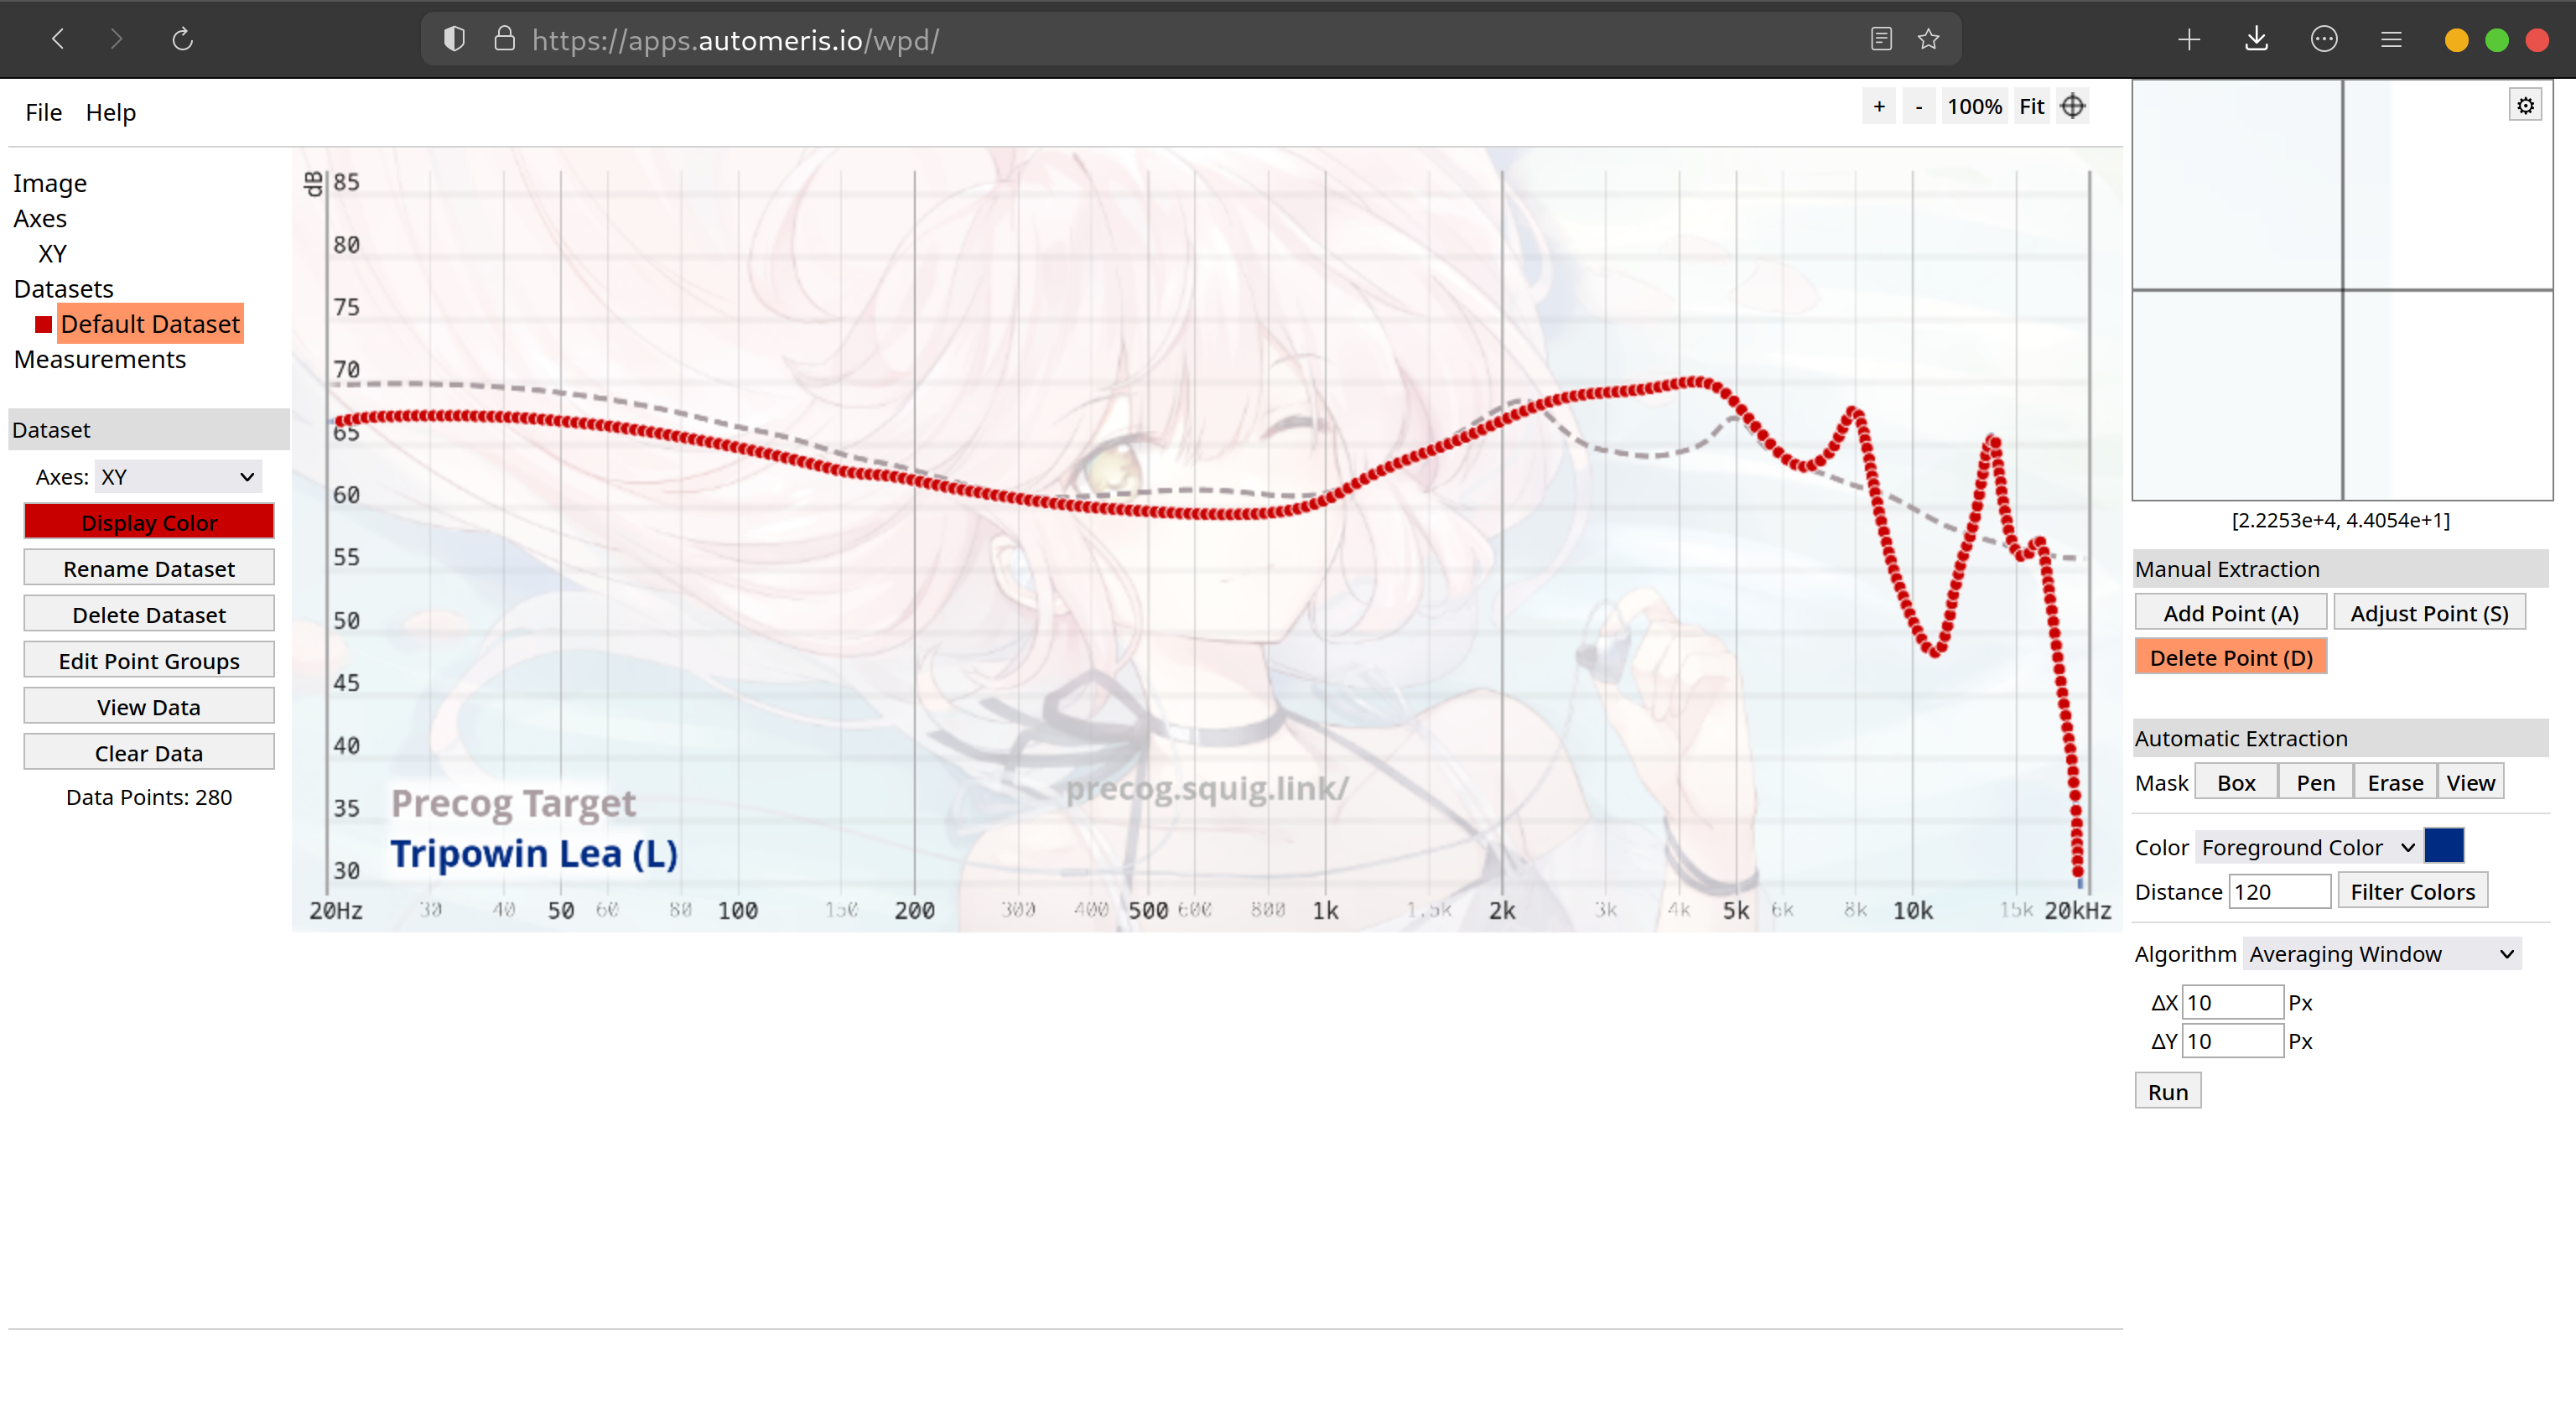 https://apps.automeris.io/wpd/
File Help
+ - 100% Fit
Image
Axes
XY
Datasets
Default Dataset
Measurements
Dataset
Axes: XY
Display Color
Rename Dataset
Delete Dataset
Edit Point Groups
View Data
Clear Data
Data Points: 280
dB
85
80
75
70
65
60
55
50
45
40
35
30
Precog Target
Tripowin Lea (L)
precog.squig.link/
20Hz 30 40 50 60 80 100 150 200 300 400 500 600 800 1k 1.5k 2k 3k 4k 5k 6k 8k 10k 15k 20kHz
[2.2253e+4, 4.4054e+1]
Manual Extraction
Add Point (A) Adjust Point (S)
Delete Point (D)
Automatic Extraction
Mask Box Pen Erase View
Color Foreground Color
Distance 120 Filter Colors
Algorithm Averaging Window
ΔX 10 Px
ΔY 10 Px
Run